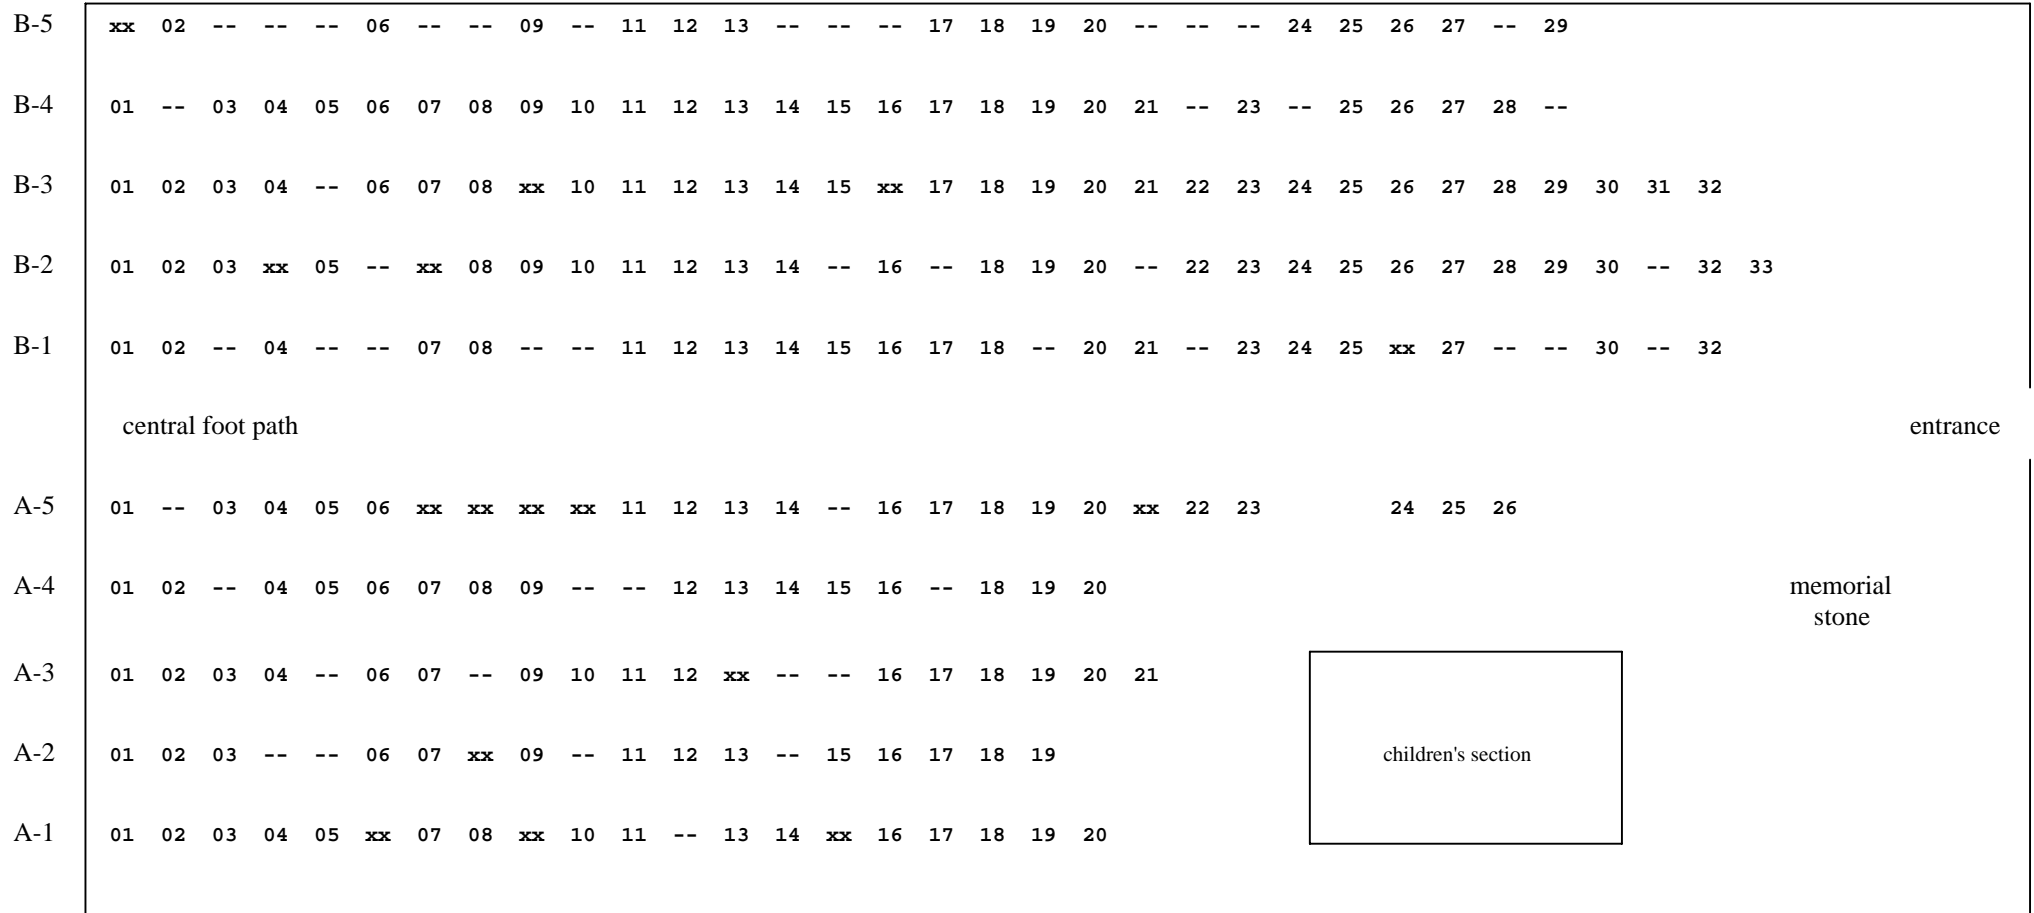 B-5 xx 02 -- -- -- 06 -- -- 09 -- 11 12 13 -- -- -- 17 18 19 20 -- -- -- 24 25 26 27 -- 29
B-4 01 -- 03 04 05 06 07 08 09 10 11 12 13 14 15 16 17 18 19 20 21 -- 23 -- 25 26 27 28 --
B-3 01 02 03 04 -- 06 07 08 xx 10 11 12 13 14 15 xx 17 18 19 20 21 22 23 24 25 26 27 28 29 30 31 32
B-2 01 02 03 xx 05 -- xx 08 09 10 11 12 13 14 -- 16 -- 18 19 20 -- 22 23 24 25 26 27 28 29 30 -- 32 33
B-1 01 02 -- 04 -- -- 07 08 -- -- 11 12 13 14 15 16 17 18 -- 20 21 -- 23 24 25 xx 27 -- -- 30 -- 32
central foot path entrance
A-5 01 -- 03 04 05 06 xx xx xx xx 11 12 13 14 -- 16 17 18 19 20 xx 22 23 24 25 26
A-4 01 02 -- 04 05 06 07 08 09 -- -- 12 13 14 15 16 -- 18 19 20
memorial
stone
A-3 01 02 03 04 -- 06 07 -- 09 10 11 12 xx -- -- 16 17 18 19 20 21
A-2 01 02 03 -- -- 06 07 xx 09 -- 11 12 13 -- 15 16 17 18 19
children's section
A-1 01 02 03 04 05 xx 07 08 xx 10 11 -- 13 14 xx 16 17 18 19 20